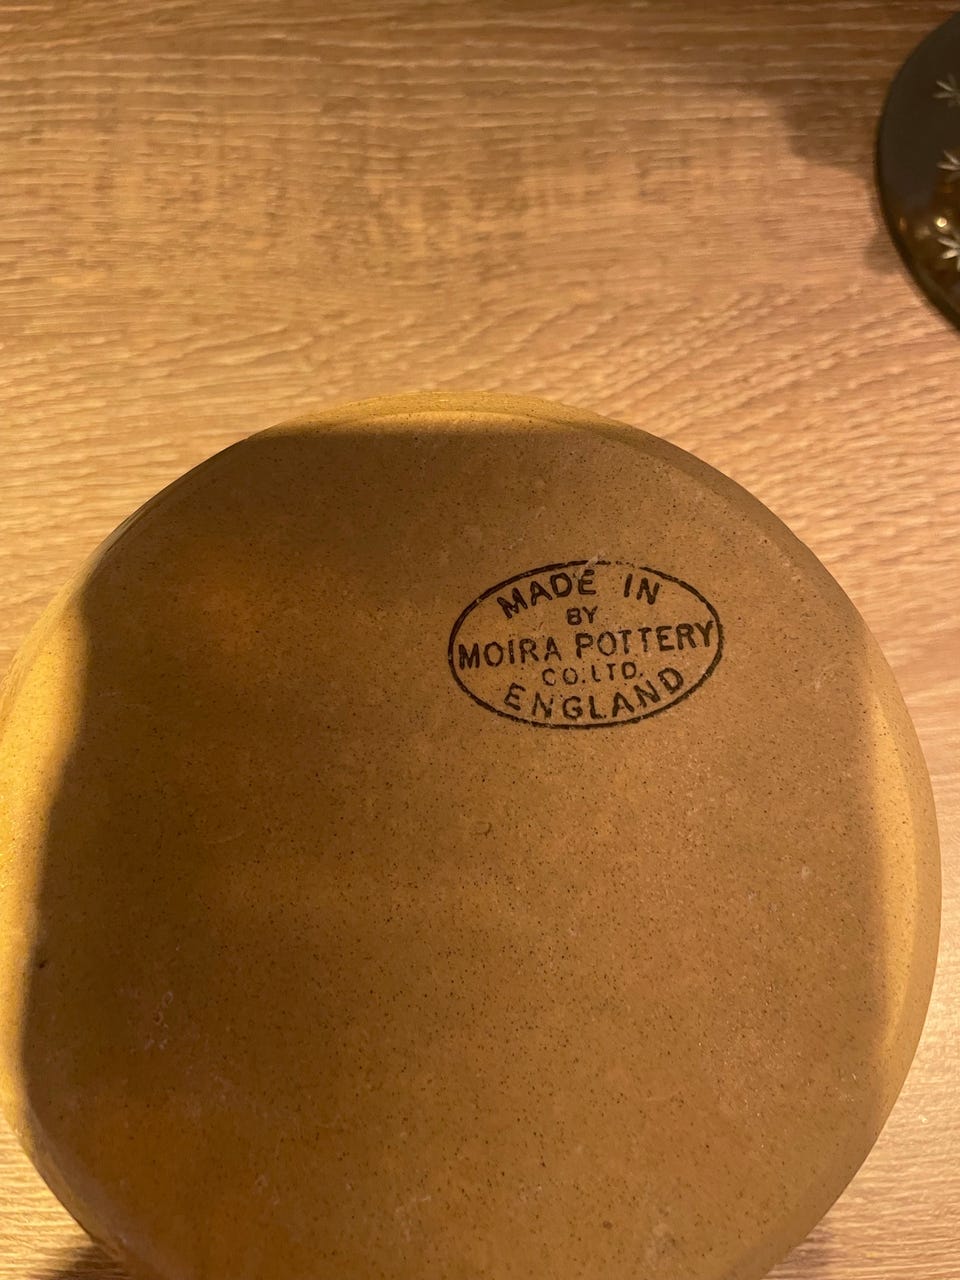 MADE IN
BY
MOIRA POTTERY
CO.LTD.
ENGLAND